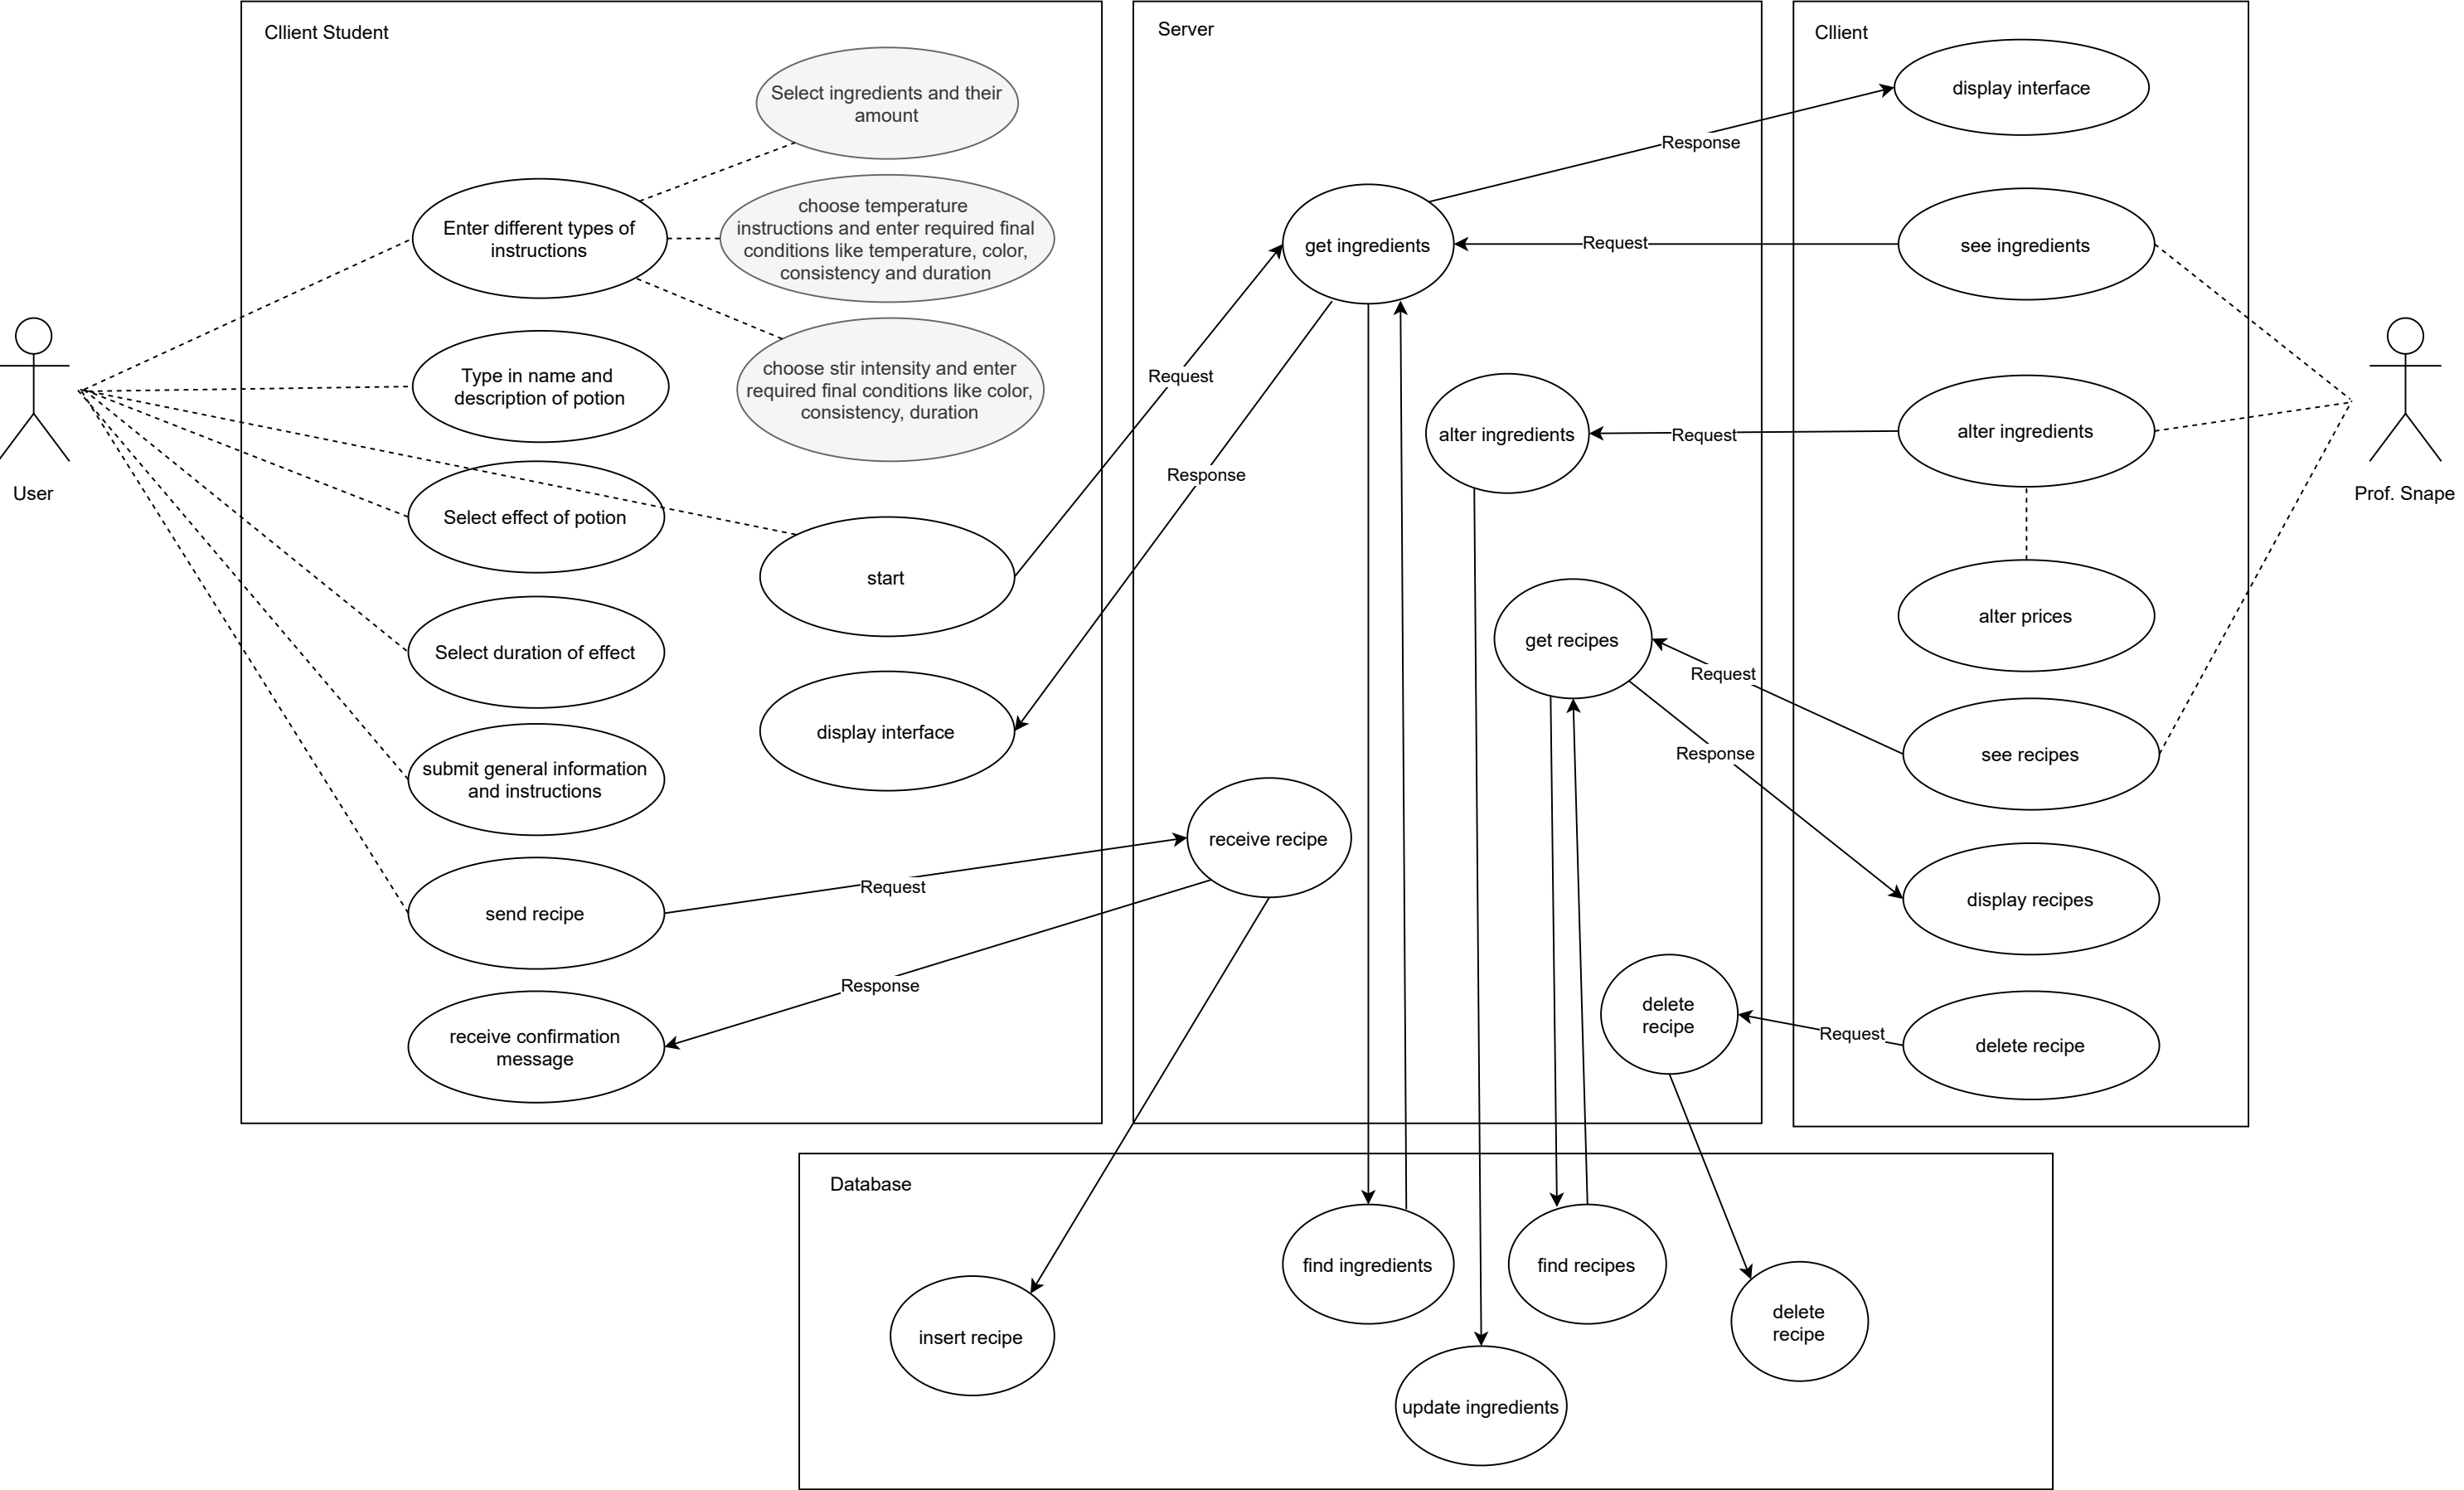 Cllient Student
Select ingredients and their
amount
Enter different types of
instructions
choose temperature
instructions and enter required final
conditions like temperature, color,
consistency and duration
choose stir intensity and enter
required final conditions like color,
consistency, duration
Type in name and
description of potion
User
Select effect of potion
start
Select duration of effect
display interface
submit general information
and instructions
send recipe
receive confirmation
message
Server
get ingredients
Request
Response
alter ingredients
get recipes
receive recipe
Request
Response
delete
recipe
Response
Request
Request
Request
Response
Request
Cllient
display interface
see ingredients
alter ingredients
Prof. Snape
alter prices
see recipes
display recipes
delete recipe
Database
find ingredients
find recipes
delete
recipe
insert recipe
update ingredients